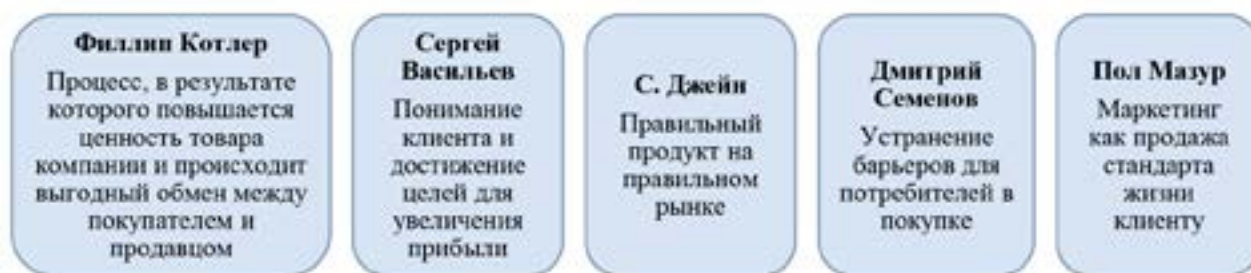 Филлип Котлер
Процесс, в результате
которого повышается
ценность товара
компании и происходит
выгодный обмен между
покупателем и
продавцом
Сергей
Васильев
Понимание
клиента и
достижение
целей для
увеличения
прибыли
С. Джейн
Правильный
продукт на
правильном
рынке
Дмитрий
Семенов
Устранение
барьеров для
потребителей в
покупке
Пол Мазур
Маркетинг
как продажа
стандарта
жизни
клиенту